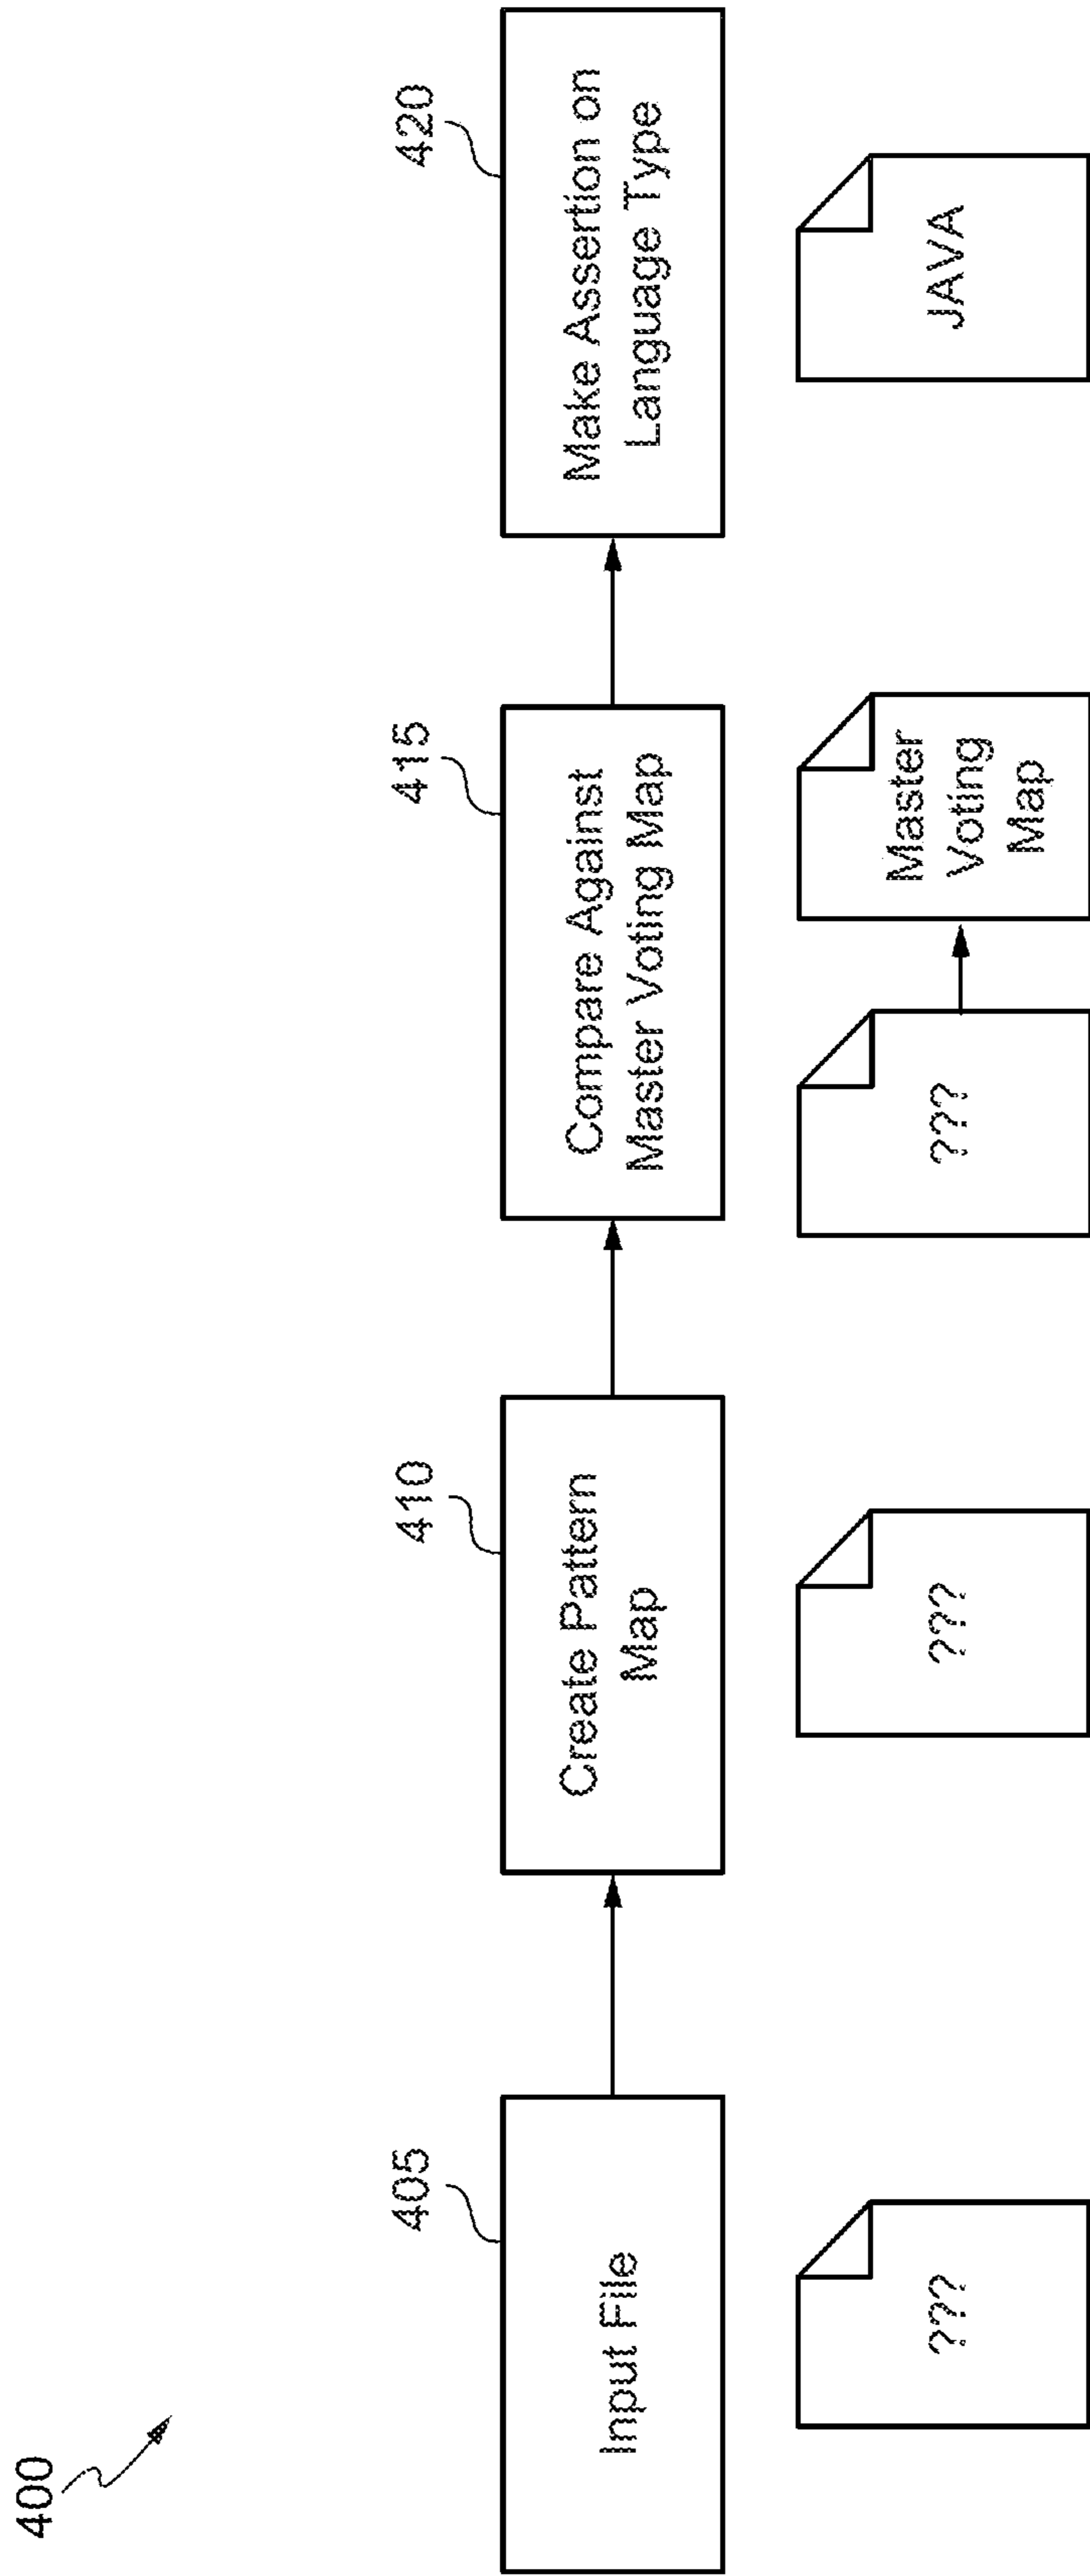 400
405
Input File
???
410
Create Pattern
Map
???
415
Compare Against
Master Voting Map
???
Master
Voting
Map
420
Make Assertion on
Language Type
JAVA